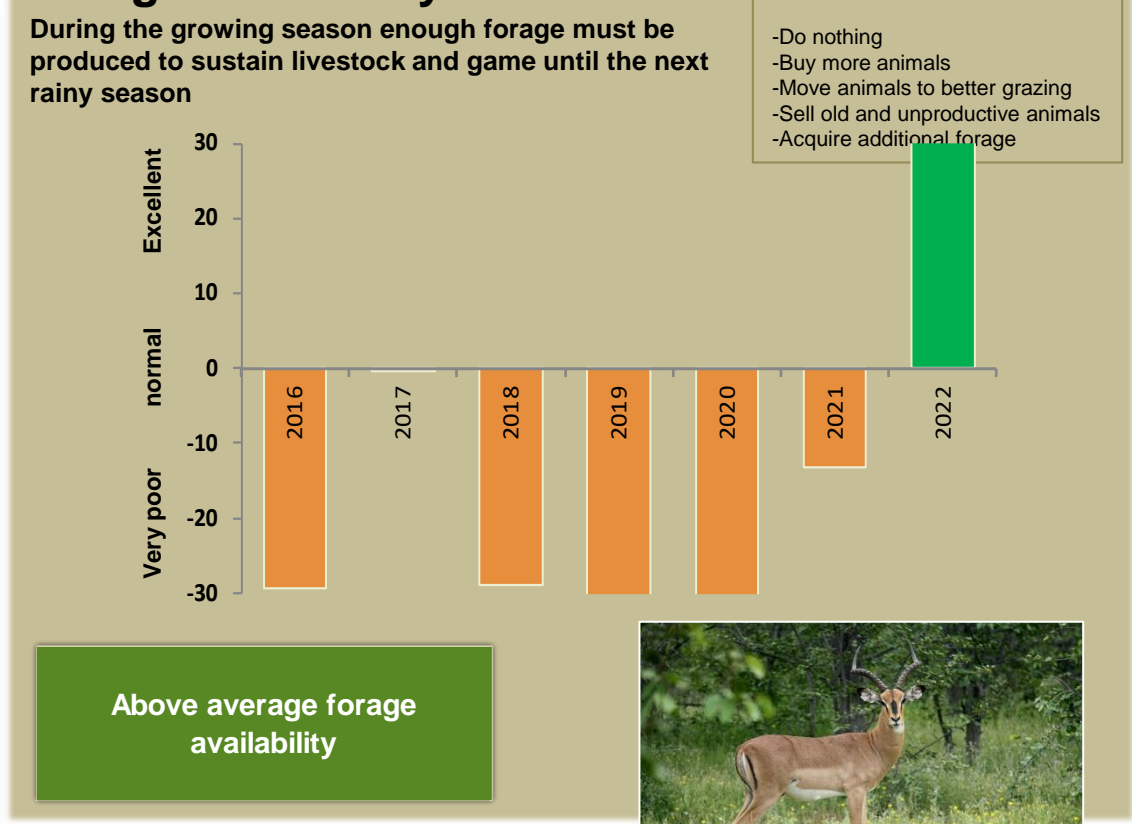 During the growing season enough forage must be
produced to sustain livestock and game until the next
rainy season
-Do nothing
-Buy more animals
-Move animals to better grazing
-Sell old and unproductive animals
-Acquire additional forage
Excellent
normal
Very poor
30
20
10
0
-10
-20
-30
2016
2017
2018
2019
2020
2021
2022
Above average forage
availability